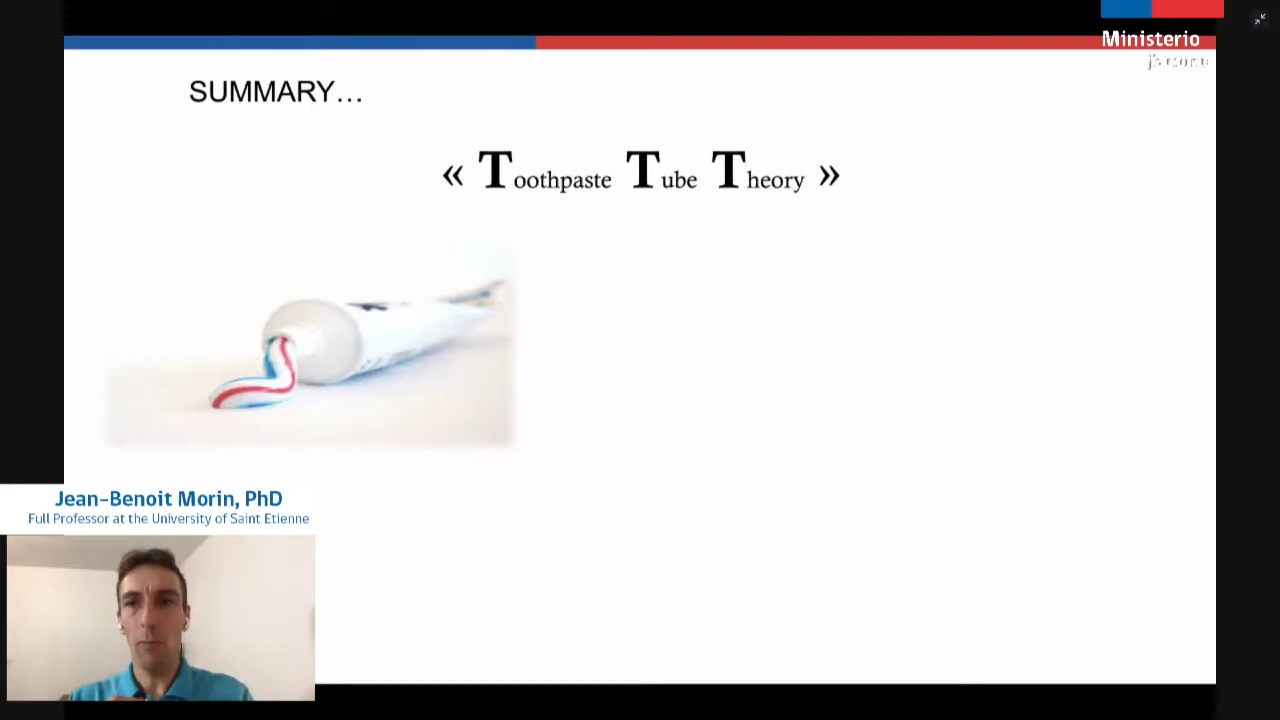 Ministerio
SUMMARY…
« Toothpaste Tube Theory »
Jean-Benoit Morin, PhD
Full Professor at the University of Saint Etienne